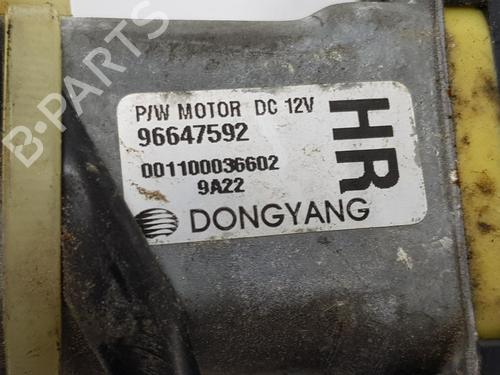 P/W MOTOR DC 12V
96647592
001100036602
9A22
DONGYANG
HR
B-PARTS